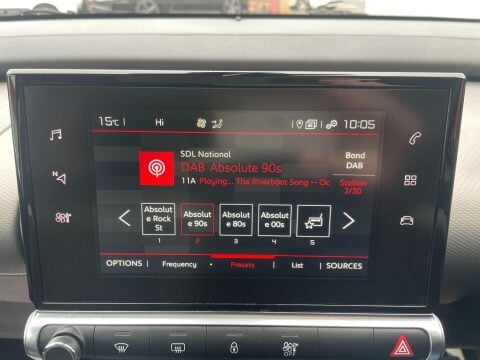 15°C Hi 10:05
SDL National
DAB Absolute 90s
11A Playing... The Riverboat Song -- Oc
Band
DAB
Station
2/30
Absolut
e Rock
St
Absolut
e 90s
Absolut
e 80s
Absolut
e 00s
1 2 3 4 5
OPTIONS Frequency Presets List SOURCES
N